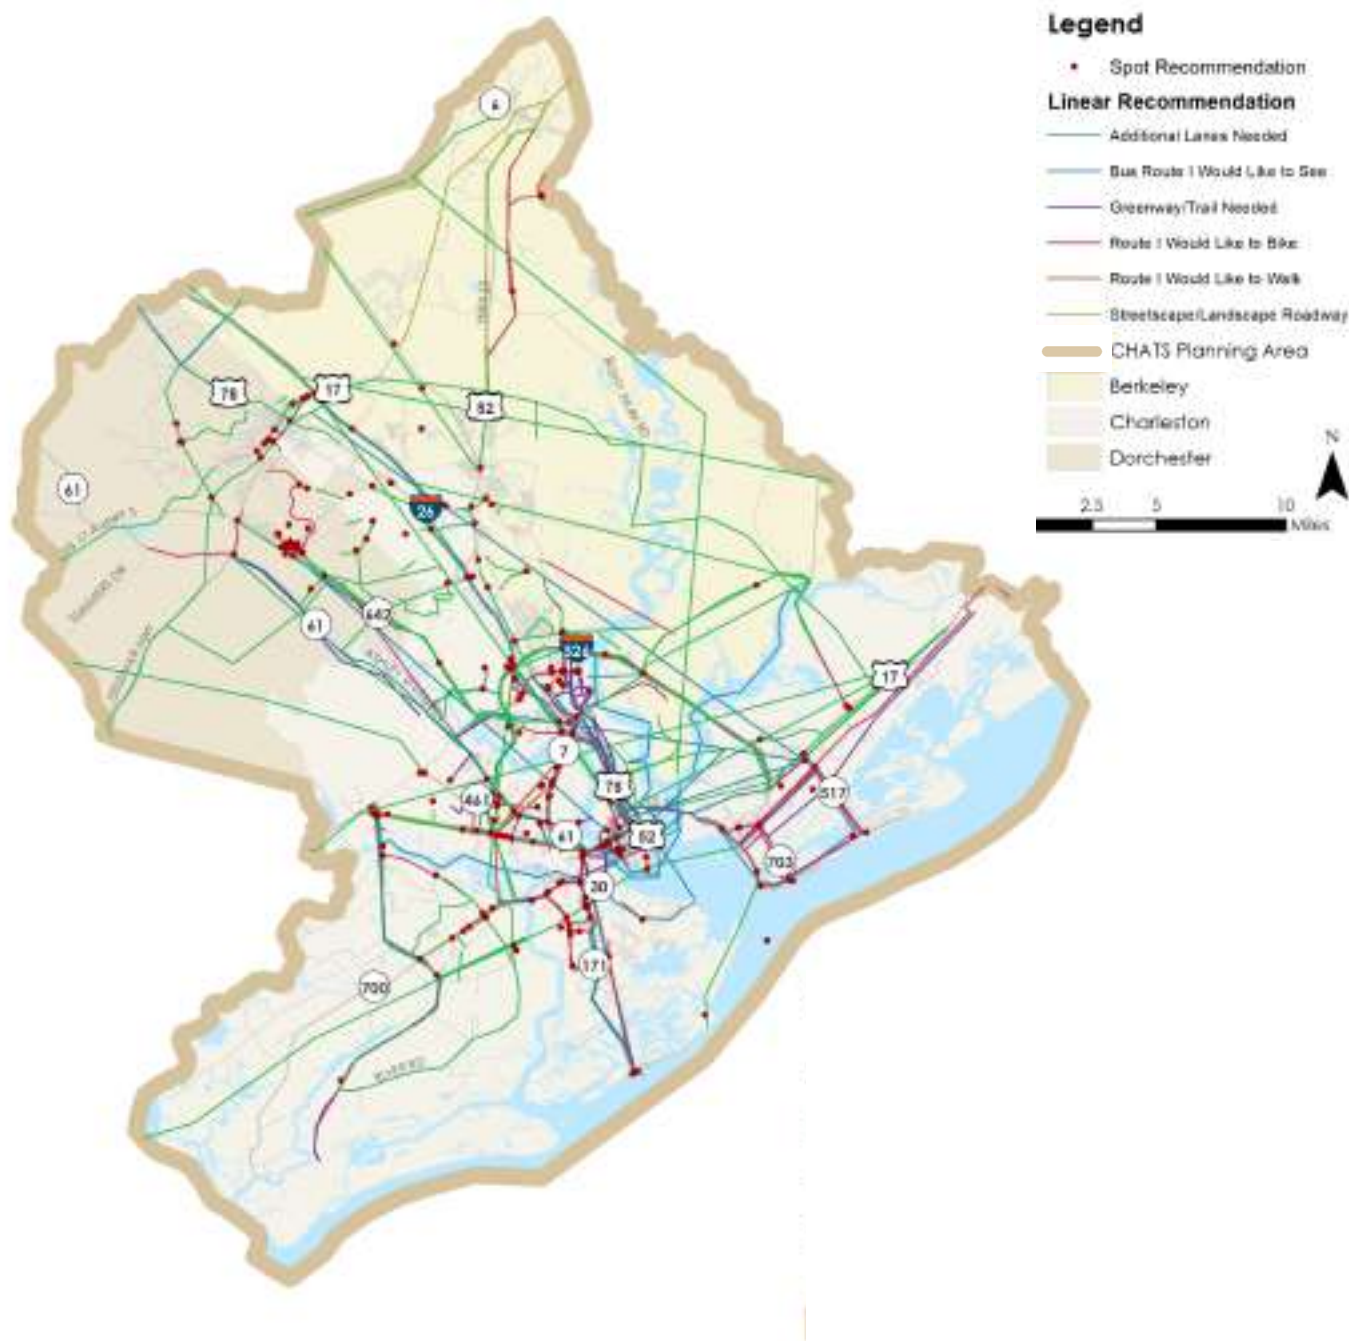 Legend
Spot Recommendation
Linear Recommendation
Additional Lanes Needed
Bus Route I Would Like to See
Greenway/Trail Needed
Route I Would Like to Bike
Route I Would Like to Walk
Streetscape/Landscape Roadway
CHATS Planning Area
Berkeley
Charleston
Dorchester
N
2.5 5 10
Miles
6
78
17
52
61
26
642
61
526
17
7
78
517
461
61
52
703
30
171
700
RIVER RD